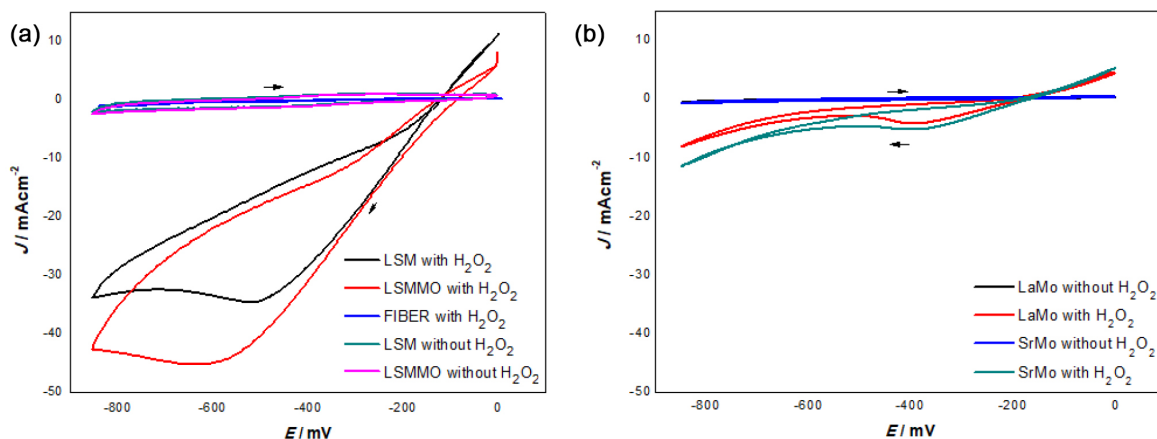 (a)
10
0
-10
-20
-30
-40
-50
J / mAcm⁻²
LSM with H₂O₂
LSMMO with H₂O₂
FIBER with H₂O₂
LSM without H₂O₂
LSMMO without H₂O₂
-800 -600 -400 -200 0
E / mV
(b)
10
0
-10
-20
-30
-40
-50
J / mAcm⁻²
LaMo without H₂O₂
LaMo with H₂O₂
SrMo without H₂O₂
SrMo with H₂O₂
-800 -600 -400 -200 0
E / mV